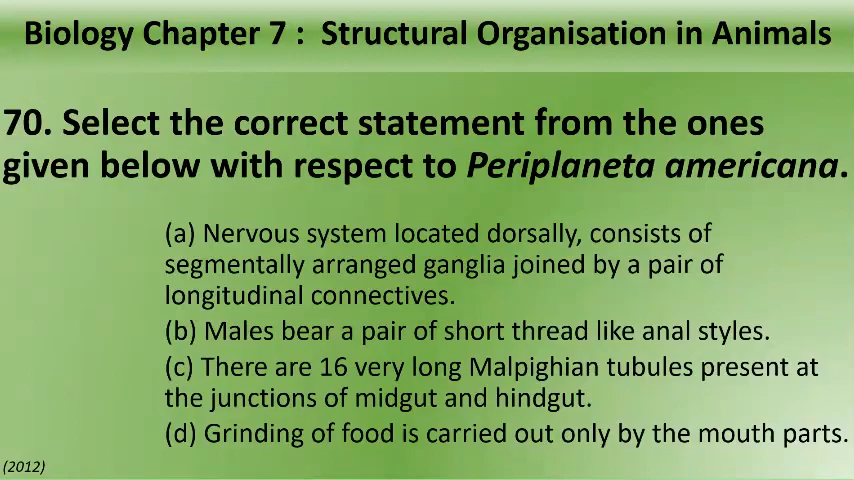 Biology Chapter 7 :  Structural Organisation in Animals
70. Select the correct statement from the ones
given below with respect to Periplaneta americana.
(a) Nervous system located dorsally, consists of
segmentally arranged ganglia joined by a pair of
longitudinal connectives.
(b) Males bear a pair of short thread like anal styles.
(c) There are 16 very long Malpighian tubules present at
the junctions of midgut and hindgut.
(d) Grinding of food is carried out only by the mouth parts.
(2012)